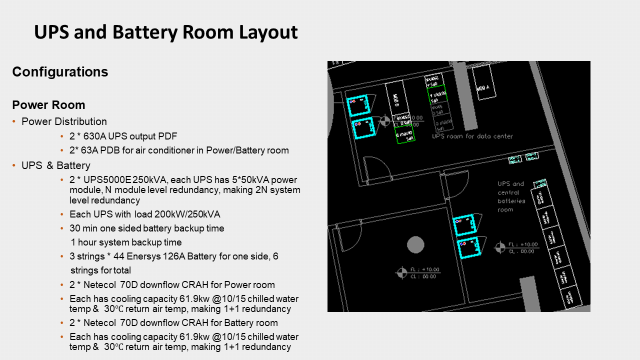 UPS and Battery Room Layout
Configurations
Power Room
• Power Distribution
• 2 * 630A UPS output PDF
• 2* 63A PDB for air conditioner in Power/Battery room
• UPS & Battery
• 2 * UPS5000E 250kVA, each UPS has 5*50kVA power
module, N module level redundancy, making 2N system
level redundancy
• Each UPS with load 200kW/250kVA
• 30 min one sided battery backup time
1 hour system backup time
• 3 strings * 44 Enersys 126A Battery for one side, 6
strings for total
• 2 * Netecol 70D downflow CRAH for Power room
• Each has cooling capacity 61.9kw @10/15 chilled water
temp & 30℃ return air temp, making 1+1 redundancy
• 2 * Netecol 70D downflow CRAH for Battery room
• Each has cooling capacity 61.9kw @10/15 chilled water
temp & 30℃ return air temp, making 1+1 redundancy
UPS room for data center
UPS and
central
batteries
room
FL : +10.00
CL : 00.00
FL : +10.00
CL : 00.00